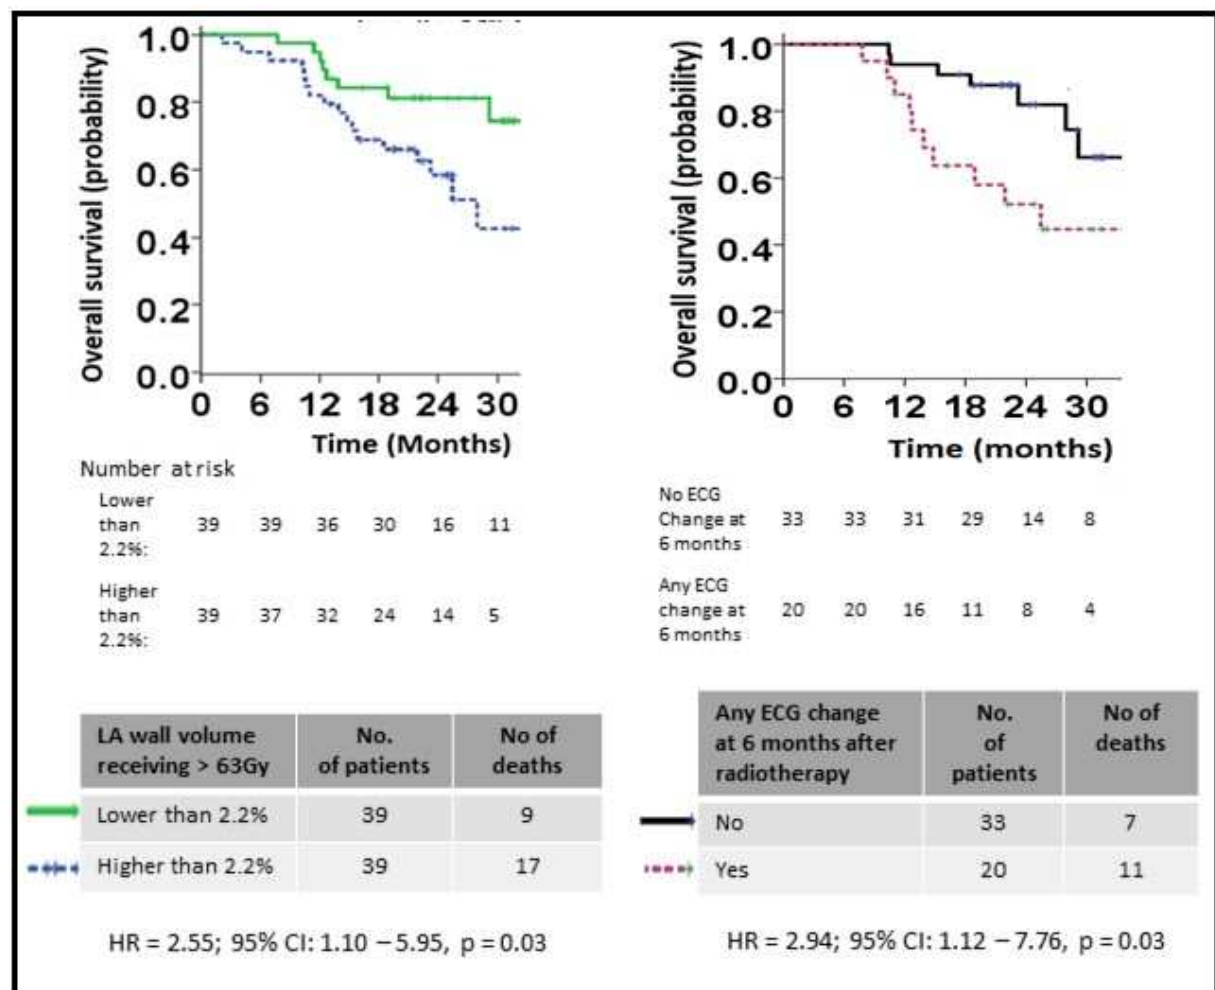 Overall survival (probability)
1.0
0.8
0.6
0.4
0.2
0.0
0 6 12 18 24 30
Time (Months)
Number at risk
Lower
than
2.2%:
39 39 36 30 16 11
Higher
than
2.2%:
39 37 32 24 14 5
LA wall volume
receiving > 63Gy
No.
of patients
No of
deaths
Lower than 2.2% 39 9
Higher than 2.2% 39 17
HR = 2.55; 95% CI: 1.10 – 5.95, p = 0.03
Overall survival (probability)
1.0
0.8
0.6
0.4
0.2
0.0
0 6 12 18 24 30
Time (months)
No ECG
Change at
6 months
33 33 31 29 14 8
Any ECG
change at
6 months
20 20 16 11 8 4
Any ECG change
at 6 months after
radiotherapy
No.
of
patients
No of
deaths
No 33 7
Yes 20 11
HR = 2.94; 95% CI: 1.12 – 7.76, p = 0.03